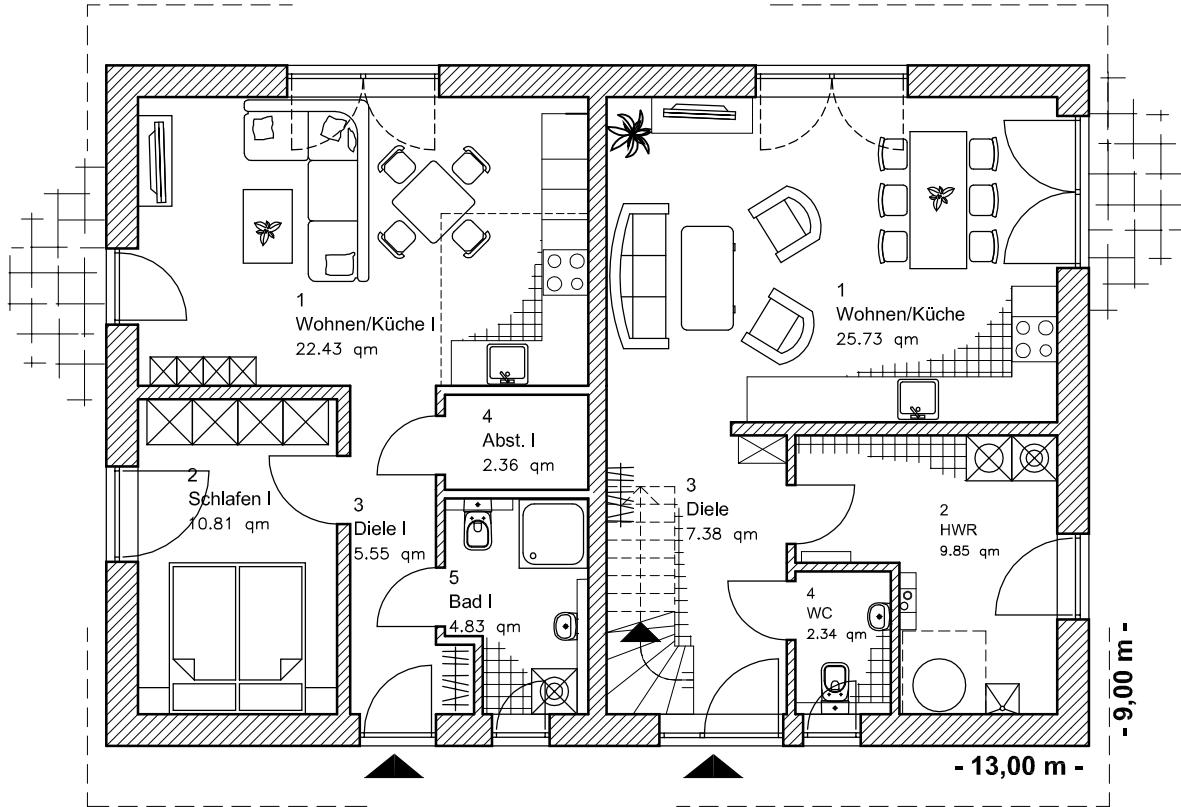 1
Wohnen/Küche I
22.43 qm
1
Wohnen/Küche
25.73 qm
4
Abst. I
2.36 qm
2
Schlafen I
10.81 qm
3
Diele I
5.55 qm
3
Diele
7.38 qm
2
HWR
9.85 qm
5
Bad I
4.83 qm
4
WC
2.34 qm
- 9,00 m -
- 13,00 m -